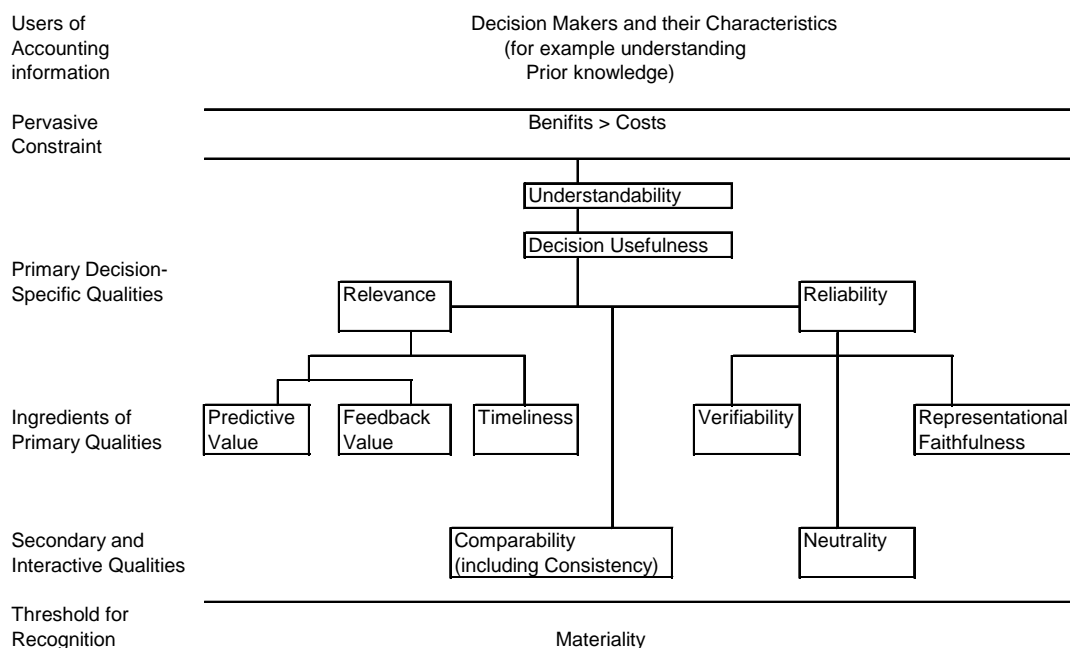 Users of
Accounting
information
Decision Makers and their Characteristics
(for example understanding
Prior knowledge)
Pervasive
Constraint
Benifits > Costs
Understandability
Decision Usefulness
Primary Decision-
Specific Qualities
Relevance
Reliability
Ingredients of
Primary Qualities
Predictive
Value
Feedback
Value
Timeliness
Verifiability
Representational
Faithfulness
Secondary and
Interactive Qualities
Comparability
(including Consistency)
Neutrality
Threshold for
Recognition
Materiality